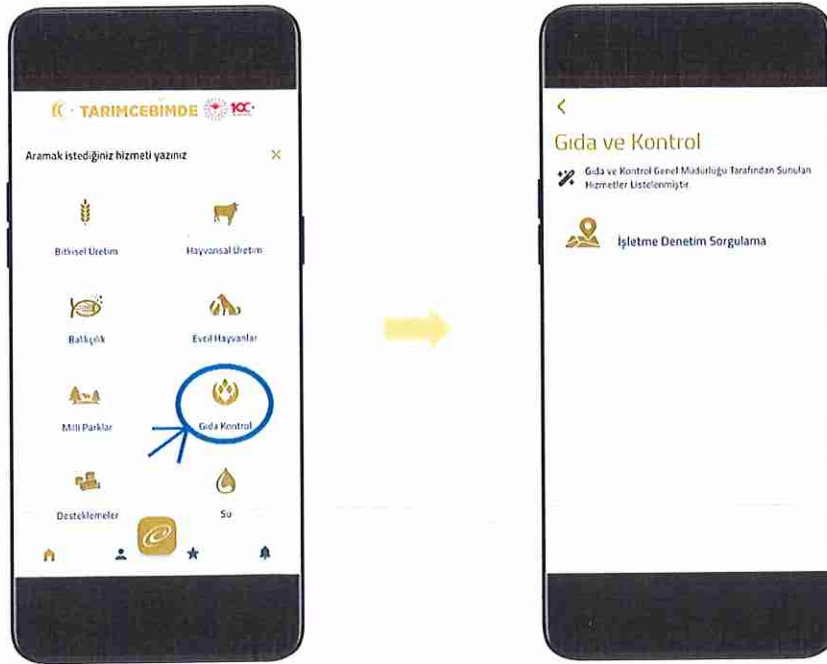 TARIMCEBİMDE 100
Aramak istediğiniz hizmeti yazınız
Bitkisel Üretim
Hayvansal Üretim
Balıkçılık
Evcil Hayvanlar
Milli Parklar
Gıda Kontrol
Desteklemeler
Su
Gıda ve Kontrol
Gıda ve Kontrol Genel Müdürlüğü Tarafından Sunulan
Hizmetler Listelenmiştir.
İşletme Denetim Sorgulama